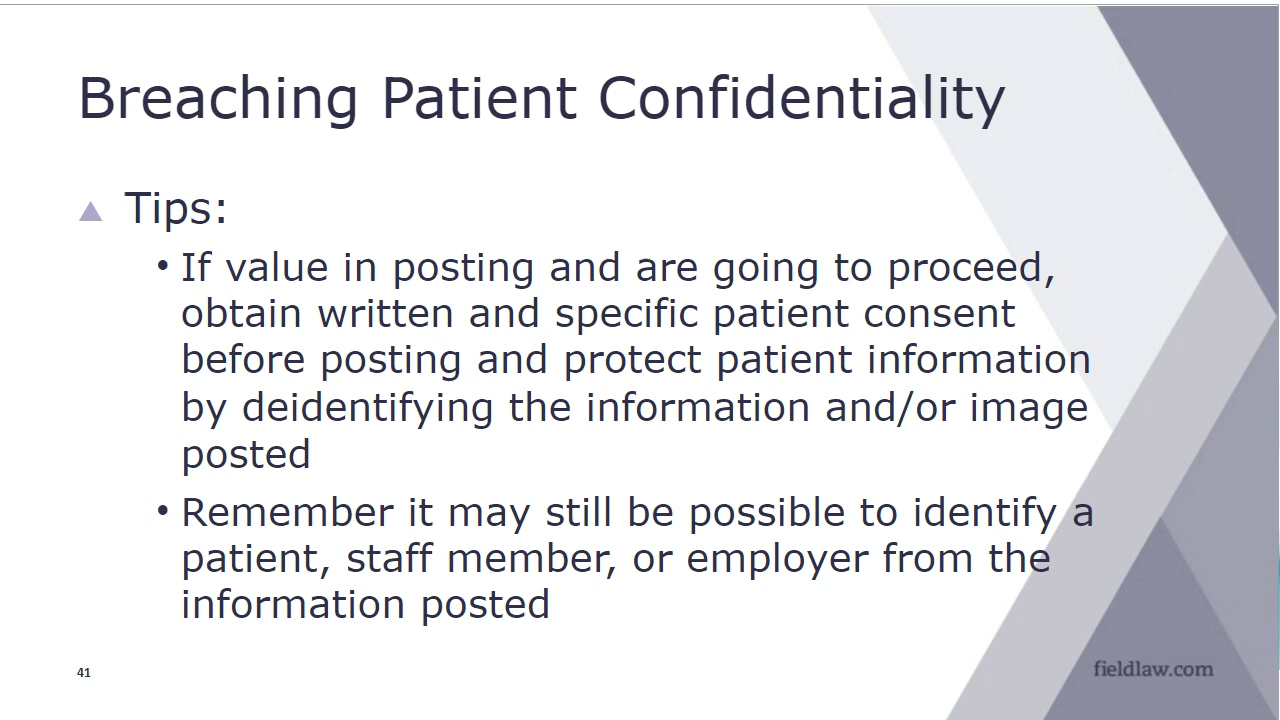 Breaching Patient Confidentiality
Tips:
• If value in posting and are going to proceed,
obtain written and specific patient consent
before posting and protect patient information
by deidentifying the information and/or image
posted
• Remember it may still be possible to identify a
patient, staff member, or employer from the
information posted
41
fieldlaw.com